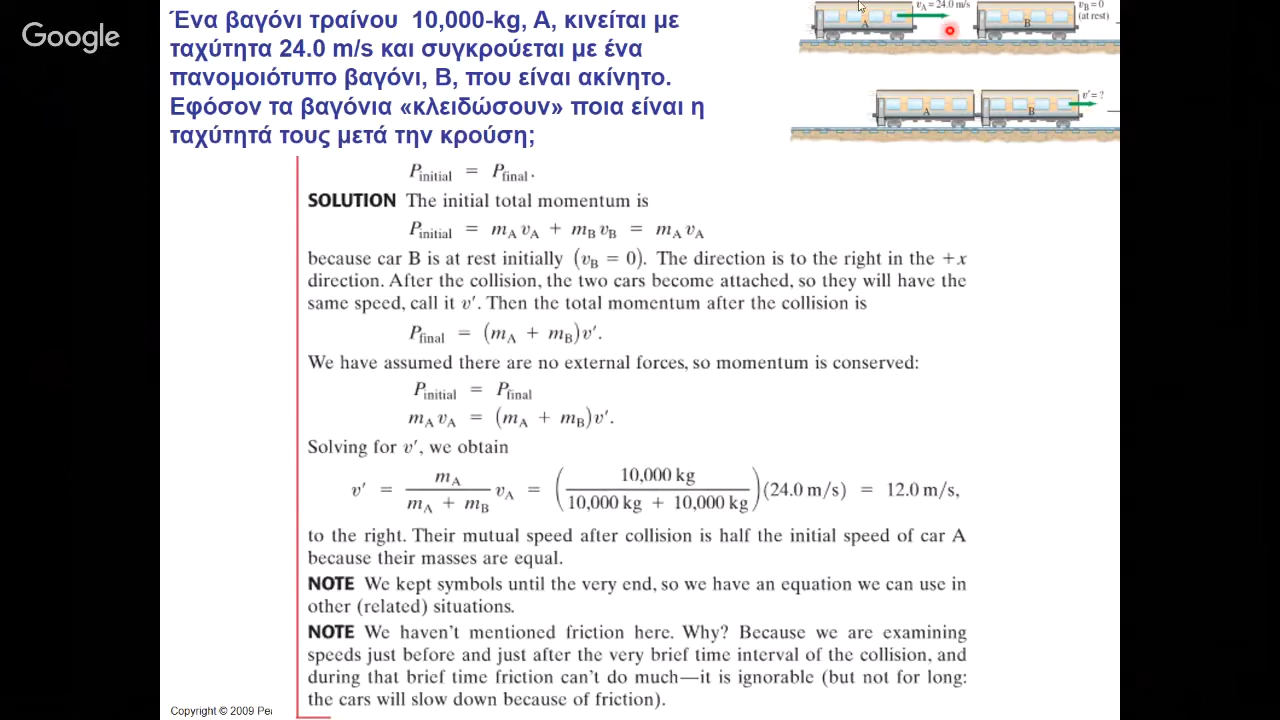 Google
Ένα βαγόνι τραίνου 10,000-kg, A, κινείται με
ταχύτητα 24.0 m/s και συγκρούεται με ένα
πανομοιότυπο βαγόνι, B, που είναι ακίνητο.
Εφόσον τα βαγόνια «κλειδώσουν» ποια είναι η
ταχύτητά τους μετά την κρούση;
vA = 24.0 m/s
vB = 0
(at rest)
A
B
v′ = ?
A
B
Pinitial = Pfinal.
SOLUTION The initial total momentum is
Pinitial = mA vA + mB vB = mA vA
because car B is at rest initially (vB = 0). The direction is to the right in the +x
direction. After the collision, the two cars become attached, so they will have the
same speed, call it v′. Then the total momentum after the collision is
Pfinal = (mA + mB)v′.
We have assumed there are no external forces, so momentum is conserved:
Pinitial = Pfinal
mA vA = (mA + mB)v′.
Solving for v′, we obtain
v′ = mA / (mA + mB) vA = (10,000 kg / (10,000 kg + 10,000 kg))(24.0 m/s) = 12.0 m/s,
to the right. Their mutual speed after collision is half the initial speed of car A
because their masses are equal.
NOTE We kept symbols until the very end, so we have an equation we can use in
other (related) situations.
NOTE We haven't mentioned friction here. Why? Because we are examining
speeds just before and just after the very brief time interval of the collision, and
during that brief time friction can't do much—it is ignorable (but not for long:
the cars will slow down because of friction).
Copyright © 2009